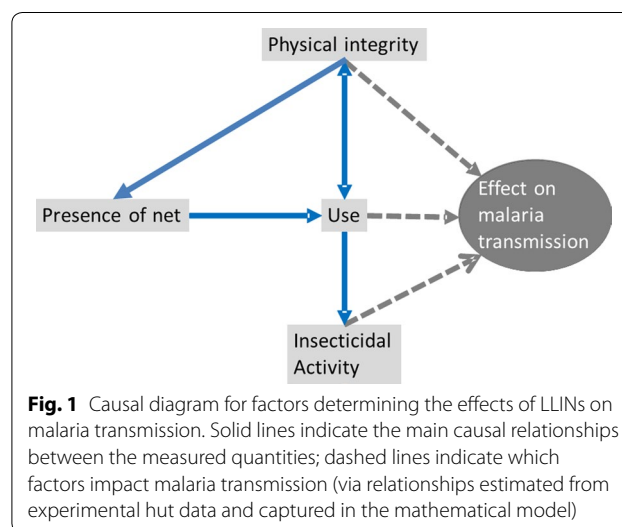 Physical integrity
Presence of net
Use
Effect on
malaria
transmission
Insecticidal
Activity
Fig. 1 Causal diagram for factors determining the effects of LLINs on
malaria transmission. Solid lines indicate the main causal relationships
between the measured quantities; dashed lines indicate which
factors impact malaria transmission (via relationships estimated from
experimental hut data and captured in the mathematical model)